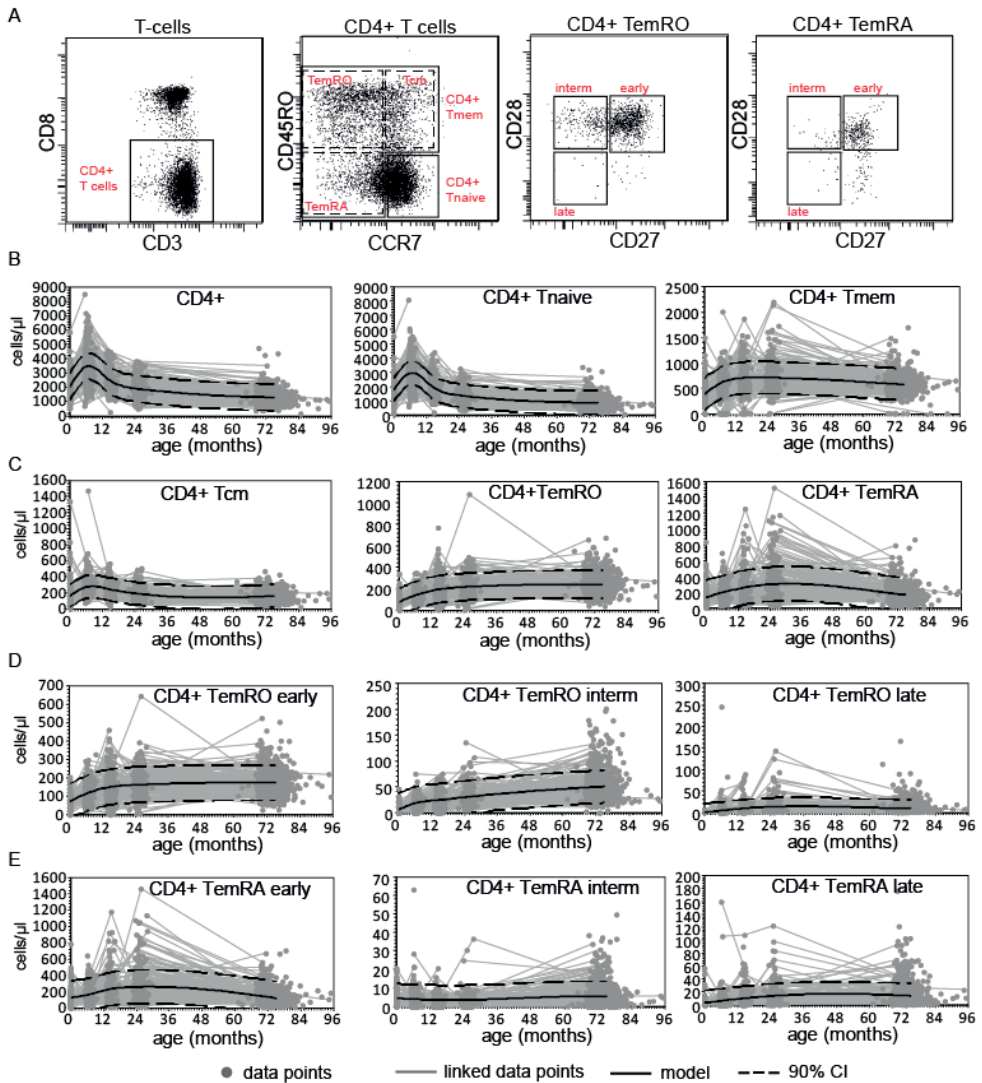 A
T-cells
CD4+ T cells
CD4+ TemRO
CD4+ TemRA
CD8
CD4+
T cells
CD3
CD45RO
TemRO
Tcm
CD4+
Tmem
TemRA
CD4+
Tnaive
CCR7
CD28
interm
early
late
CD27
CD28
interm
early
late
CD27
B
CD4+
cells/µl
9000
8000
7000
6000
5000
4000
3000
2000
1000
0
0 12 24 36 48 60 72 84 96
age (months)
CD4+ Tnaive
9000
8000
7000
6000
5000
4000
3000
2000
1000
0
0 12 24 36 48 60 72 84 96
age (months)
CD4+ Tmem
2500
2000
1500
1000
500
0
0 12 24 36 48 60 72 84 96
age (months)
C
CD4+ Tcm
cells/µl
1600
1400
1200
1000
800
600
400
200
0
0 12 24 36 48 60 72 84 96
age (months)
CD4+TemRO
1200
1000
800
600
400
200
0
0 12 24 36 48 60 72 84 96
age (months)
CD4+ TemRA
1600
1400
1200
1000
800
600
400
200
0
0 12 24 36 48 60 72 84 96
age (months)
D
CD4+ TemRO early
cells/µl
700
600
500
400
300
200
100
0
0 12 24 36 48 60 72 84 96
age (months)
CD4+ TemRO interm
250
200
150
100
50
0
0 12 24 36 48 60 72 84 96
age (months)
CD4+ TemRO late
300
250
200
150
100
50
0
0 12 24 36 48 60 72 84 96
age (months)
E
CD4+ TemRA early
cells/µl
1600
1400
1200
1000
800
600
400
200
0
0 12 24 36 48 60 72 84 96
age (months)
CD4+ TemRA interm
70
60
50
40
30
20
10
0
0 12 24 36 48 60 72 84 96
age (months)
CD4+ TemRA late
200
180
160
140
120
100
80
60
40
20
0
0 12 24 36 48 60 72 84 96
age (months)
data points
linked data points
model
90% CI